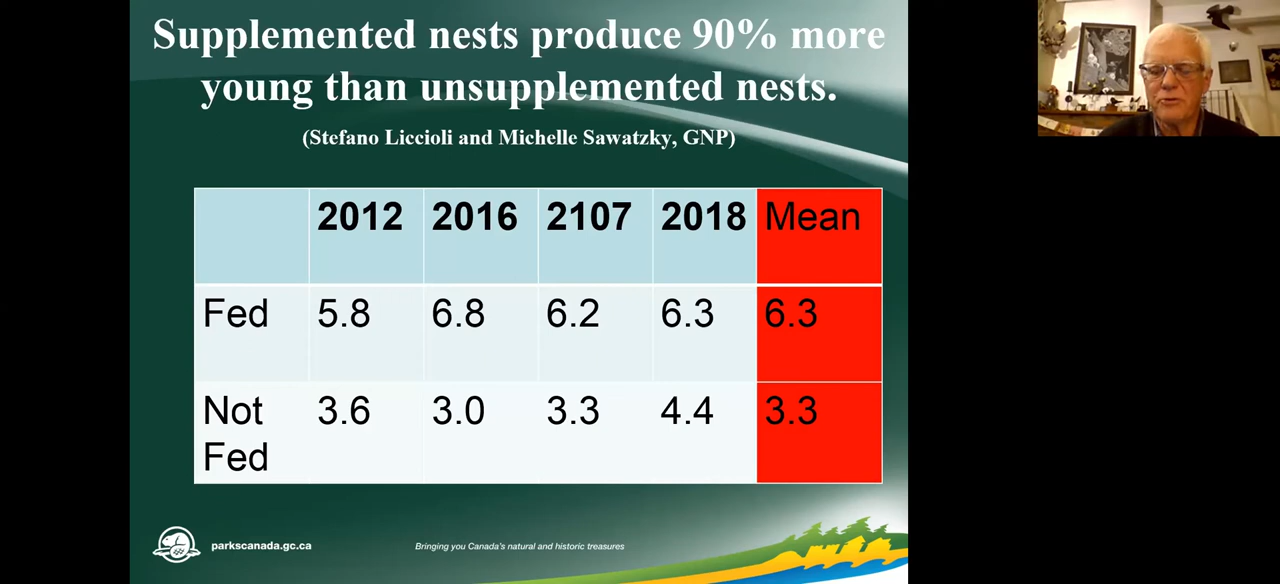 Supplemented nests produce 90% more
young than unsupplemented nests.
(Stefano Liccioli and Michelle Sawatzky, GNP)
2012 2016 2107 2018 Mean
Fed 5.8 6.8 6.2 6.3 6.3
Not 3.6 3.0 3.3 4.4 3.3
Fed
parkscanada.gc.ca
Bringing you Canada's natural and historic treasures